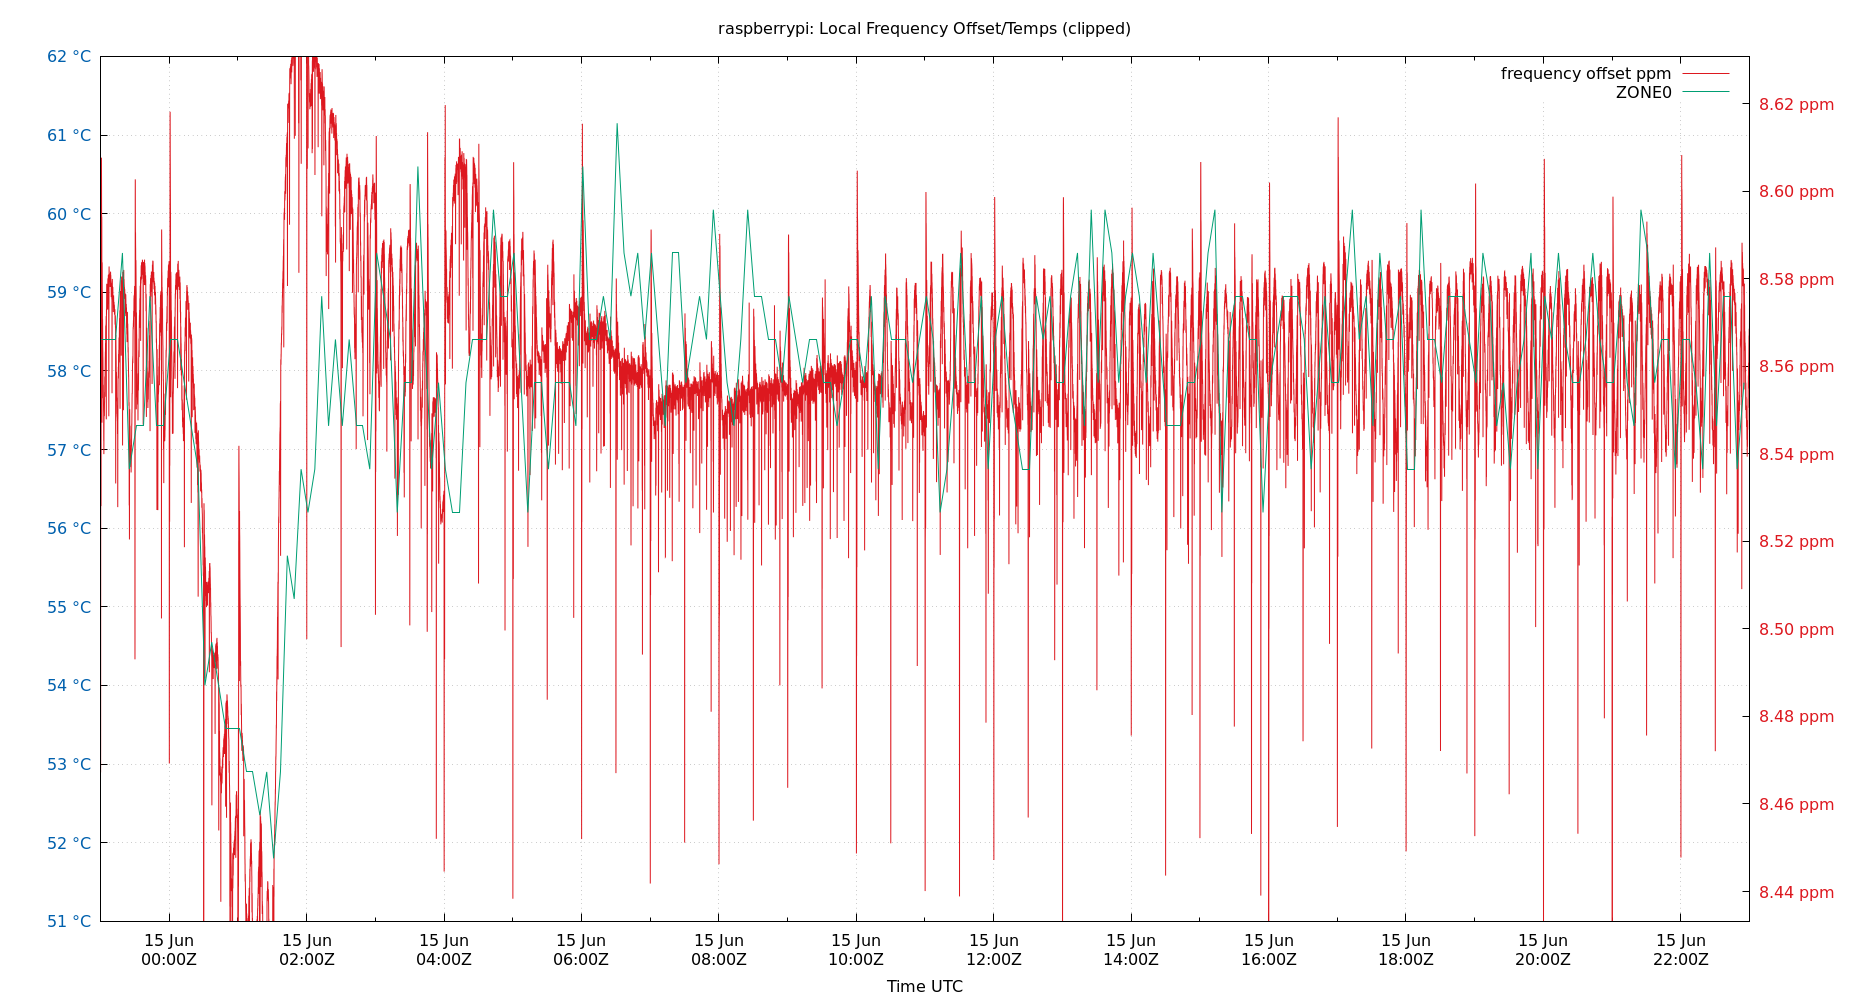 raspberrypi: Local Frequency Offset/Temps (clipped)
62 °C
61 °C
60 °C
59 °C
58 °C
57 °C
56 °C
55 °C
54 °C
53 °C
52 °C
51 °C
frequency offset ppm
ZONE0
8.62 ppm
8.60 ppm
8.58 ppm
8.56 ppm
8.54 ppm
8.52 ppm
8.50 ppm
8.48 ppm
8.46 ppm
8.44 ppm
15 Jun 15 Jun 15 Jun 15 Jun 15 Jun 15 Jun 15 Jun 15 Jun 15 Jun 15 Jun 15 Jun 15 Jun
00:00Z 02:00Z 04:00Z 06:00Z 08:00Z 10:00Z 12:00Z 14:00Z 16:00Z 18:00Z 20:00Z 22:00Z
Time UTC